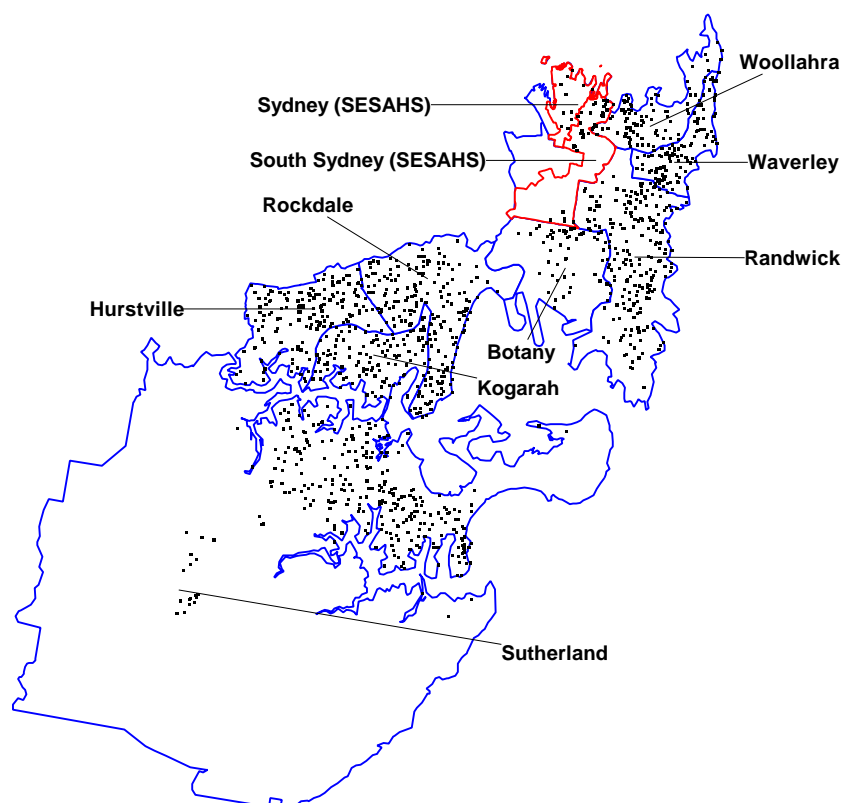 Woollahra
Sydney (SESAHS)
South Sydney (SESAHS)
Waverley
Rockdale
Randwick
Hurstville
Botany
Kogarah
Sutherland